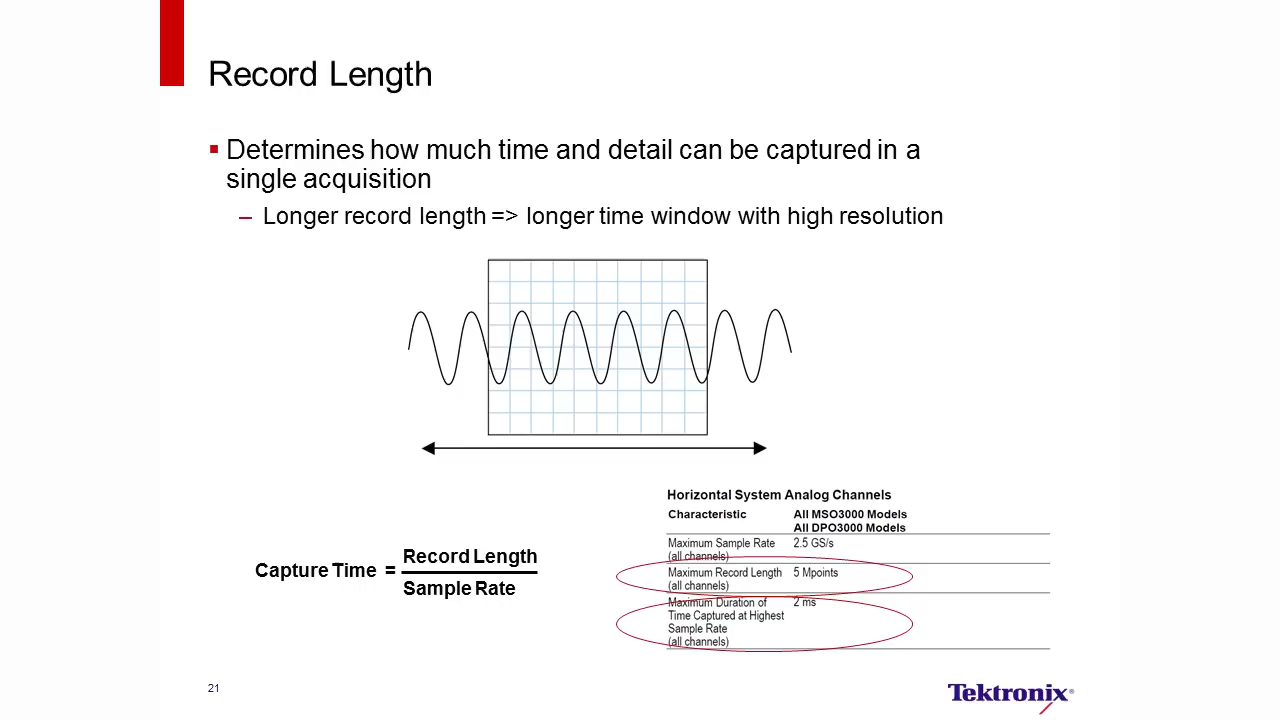 Record Length
▪ Determines how much time and detail can be captured in a
single acquisition
– Longer record length => longer time window with high resolution
Capture Time = Record Length
Sample Rate
Horizontal System Analog Channels
Characteristic All MSO3000 Models
All DPO3000 Models
Maximum Sample Rate 2.5 GS/s
(all channels)
Maximum Record Length 5 Mpoints
(all channels)
Maximum Duration of 2 ms
Time Captured at Highest
Sample Rate
(all channels)
21
Tektronix®